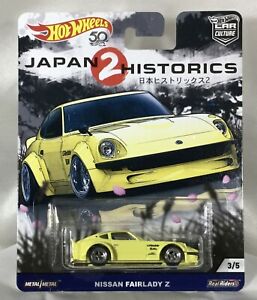 Hot Wheels
50
CAR
CULTURE
JAPAN 2 HISTORICS
日本ヒストリックス2
NISSAN FAIRLADY Z
3/5
METAL/METAL
Real Riders